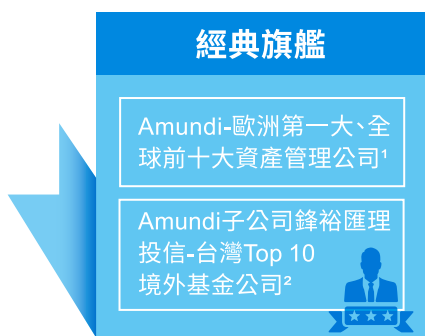 經典旗艦
Amundi-歐洲第一大、全
球前十大資產管理公司¹
Amundi子公司鋒裕匯理
投信-台灣Top 10
境外基金公司²